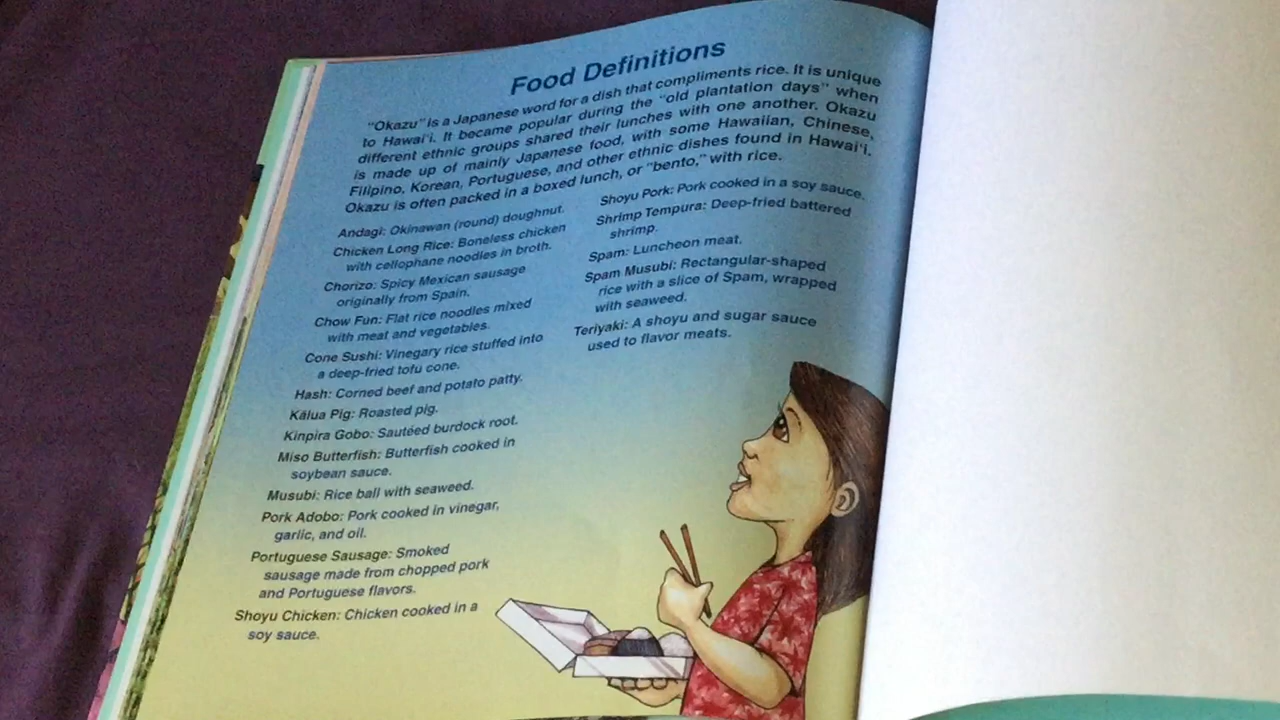 Food Definitions
"Okazu" is a Japanese word for a dish that compliments rice. It is unique
to Hawai'i. It became popular during the "old plantation days" when
different ethnic groups shared their lunches with one another. Okazu
is made up of mainly Japanese food, with some Hawaiian, Chinese,
Filipino, Korean, Portuguese, and other ethnic dishes found in Hawai'i.
Okazu is often packed in a boxed lunch, or "bento," with rice.
Andagi: Okinawan (round) doughnut.
Chicken Long Rice: Boneless chicken
with cellophane noodles in broth.
Chorizo: Spicy Mexican sausage
originally from Spain.
Chow Fun: Flat rice noodles mixed
with meat and vegetables.
Cone Sushi: Vinegary rice stuffed into
a deep-fried tofu cone.
Hash: Corned beef and potato patty.
Kālua Pig: Roasted pig.
Kinpira Gobo: Sautéed burdock root.
Miso Butterfish: Butterfish cooked in
soybean sauce.
Musubi: Rice ball with seaweed.
Pork Adobo: Pork cooked in vinegar,
garlic, and oil.
Portuguese Sausage: Smoked
sausage made from chopped pork
and Portuguese flavors.
Shoyu Chicken: Chicken cooked in a
soy sauce.
Shoyu Pork: Pork cooked in a soy sauce.
Shrimp Tempura: Deep-fried battered
shrimp.
Spam: Luncheon meat.
Spam Musubi: Rectangular-shaped
rice with a slice of Spam, wrapped
with seaweed.
Teriyaki: A shoyu and sugar sauce
used to flavor meats.